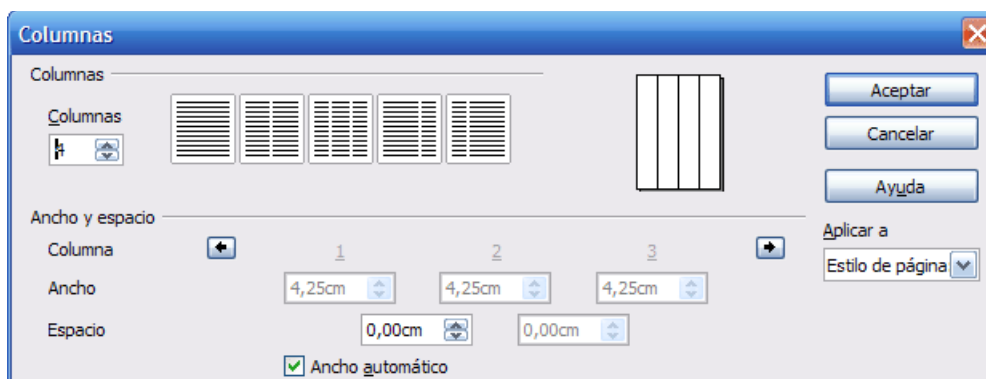 Columnas
Columnas
Columnas
4
Aceptar
Cancelar
Ayuda
Ancho y espacio
Aplicar a
Estilo de página
Columna 1 2 3
Ancho 4,25cm 4,25cm 4,25cm
Espacio 0,00cm 0,00cm
Ancho automático